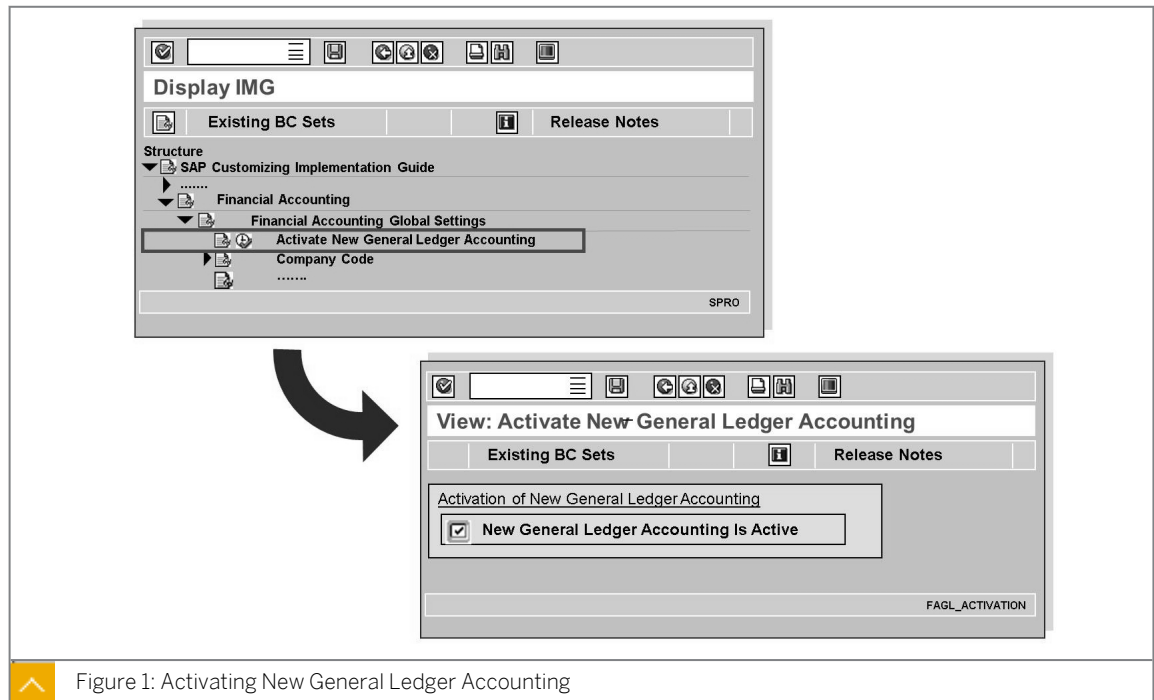 Display IMG
Existing BC Sets Release Notes
Structure
SAP Customizing Implementation Guide
.......
Financial Accounting
Financial Accounting Global Settings
Activate New General Ledger Accounting
Company Code
.......
SPRO
View: Activate New General Ledger Accounting
Existing BC Sets Release Notes
Activation of New General Ledger Accounting
New General Ledger Accounting Is Active
FAGL_ACTIVATION
Figure 1: Activating New General Ledger Accounting